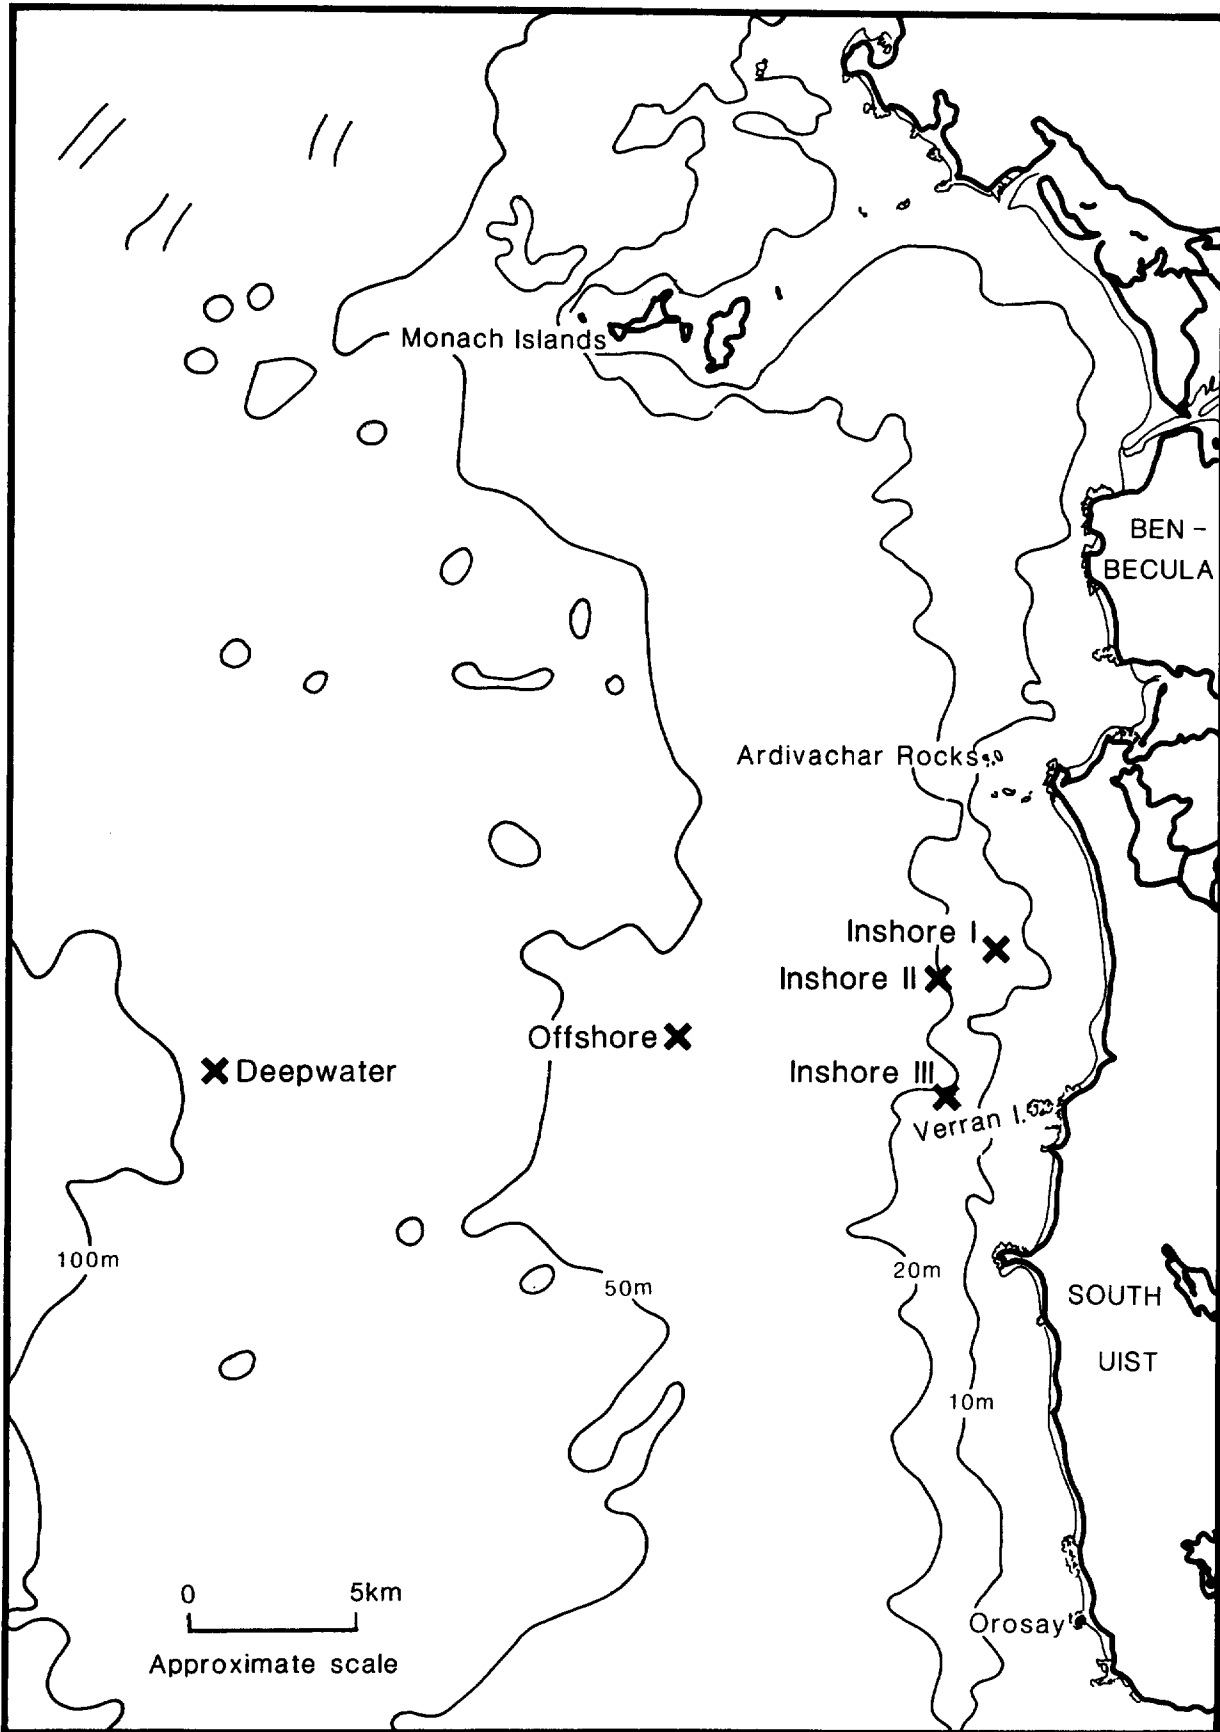 Monach Islands
BEN -
BECULA
Ardivachar Rocks
Inshore I
Inshore II
Offshore
Deepwater
Inshore III
Verran I.
100m
20m
50m
SOUTH
UIST
10m
0 5km
Orosay
Approximate scale